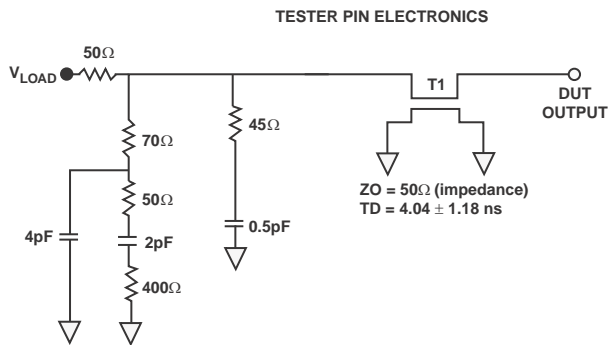 TESTER PIN ELECTRONICS
50Ω
VLOAD
T1
DUT
OUTPUT
70Ω
45Ω
50Ω
4pF
2pF
0.5pF
400Ω
ZO = 50Ω (impedance)
TD = 4.04 ± 1.18 ns